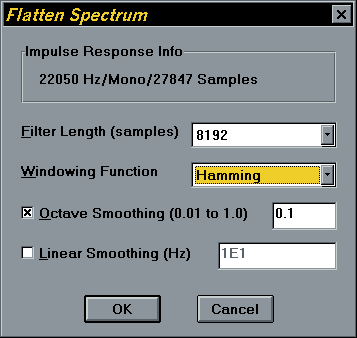 Flatten Spectrum
Impulse Response Info
22050 Hz/Mono/27847 Samples
Filter Length (samples) 8192
Windowing Function Hamming
Octave Smoothing (0.01 to 1.0) 0.1
Linear Smoothing (Hz) 1E1
OK Cancel